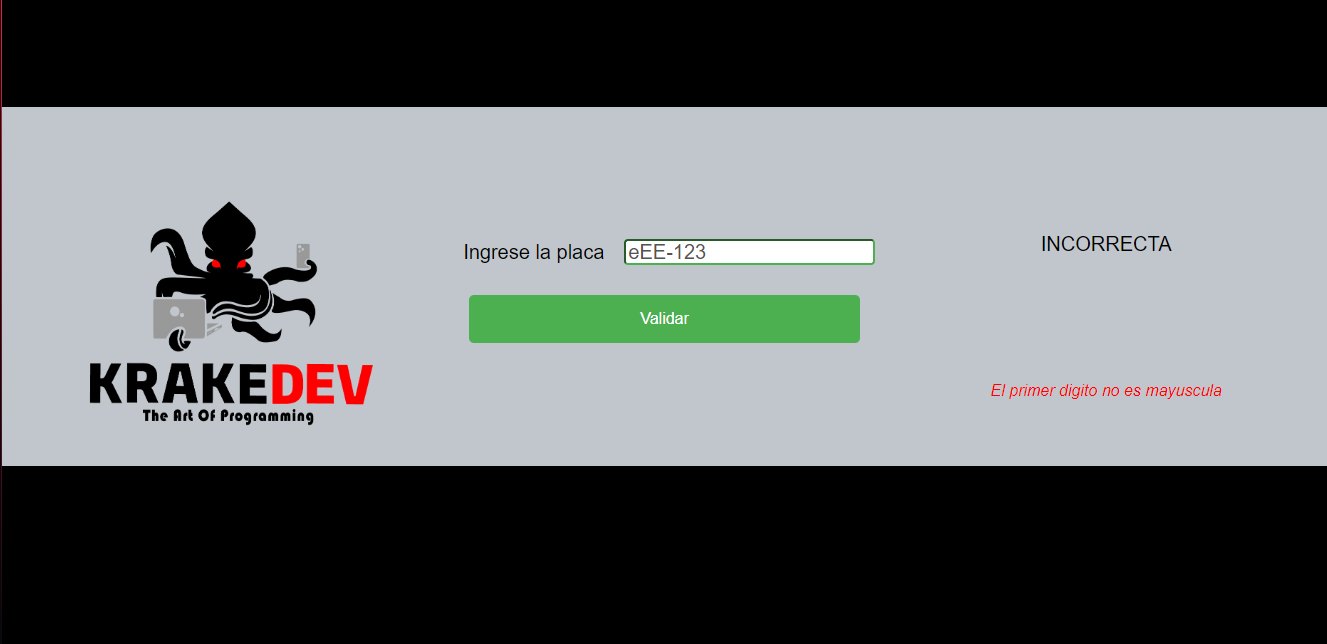 KRAKEDEV
The Art Of Programming
Ingrese la placa
eEE-123
Validar
INCORRECTA
El primer digito no es mayuscula